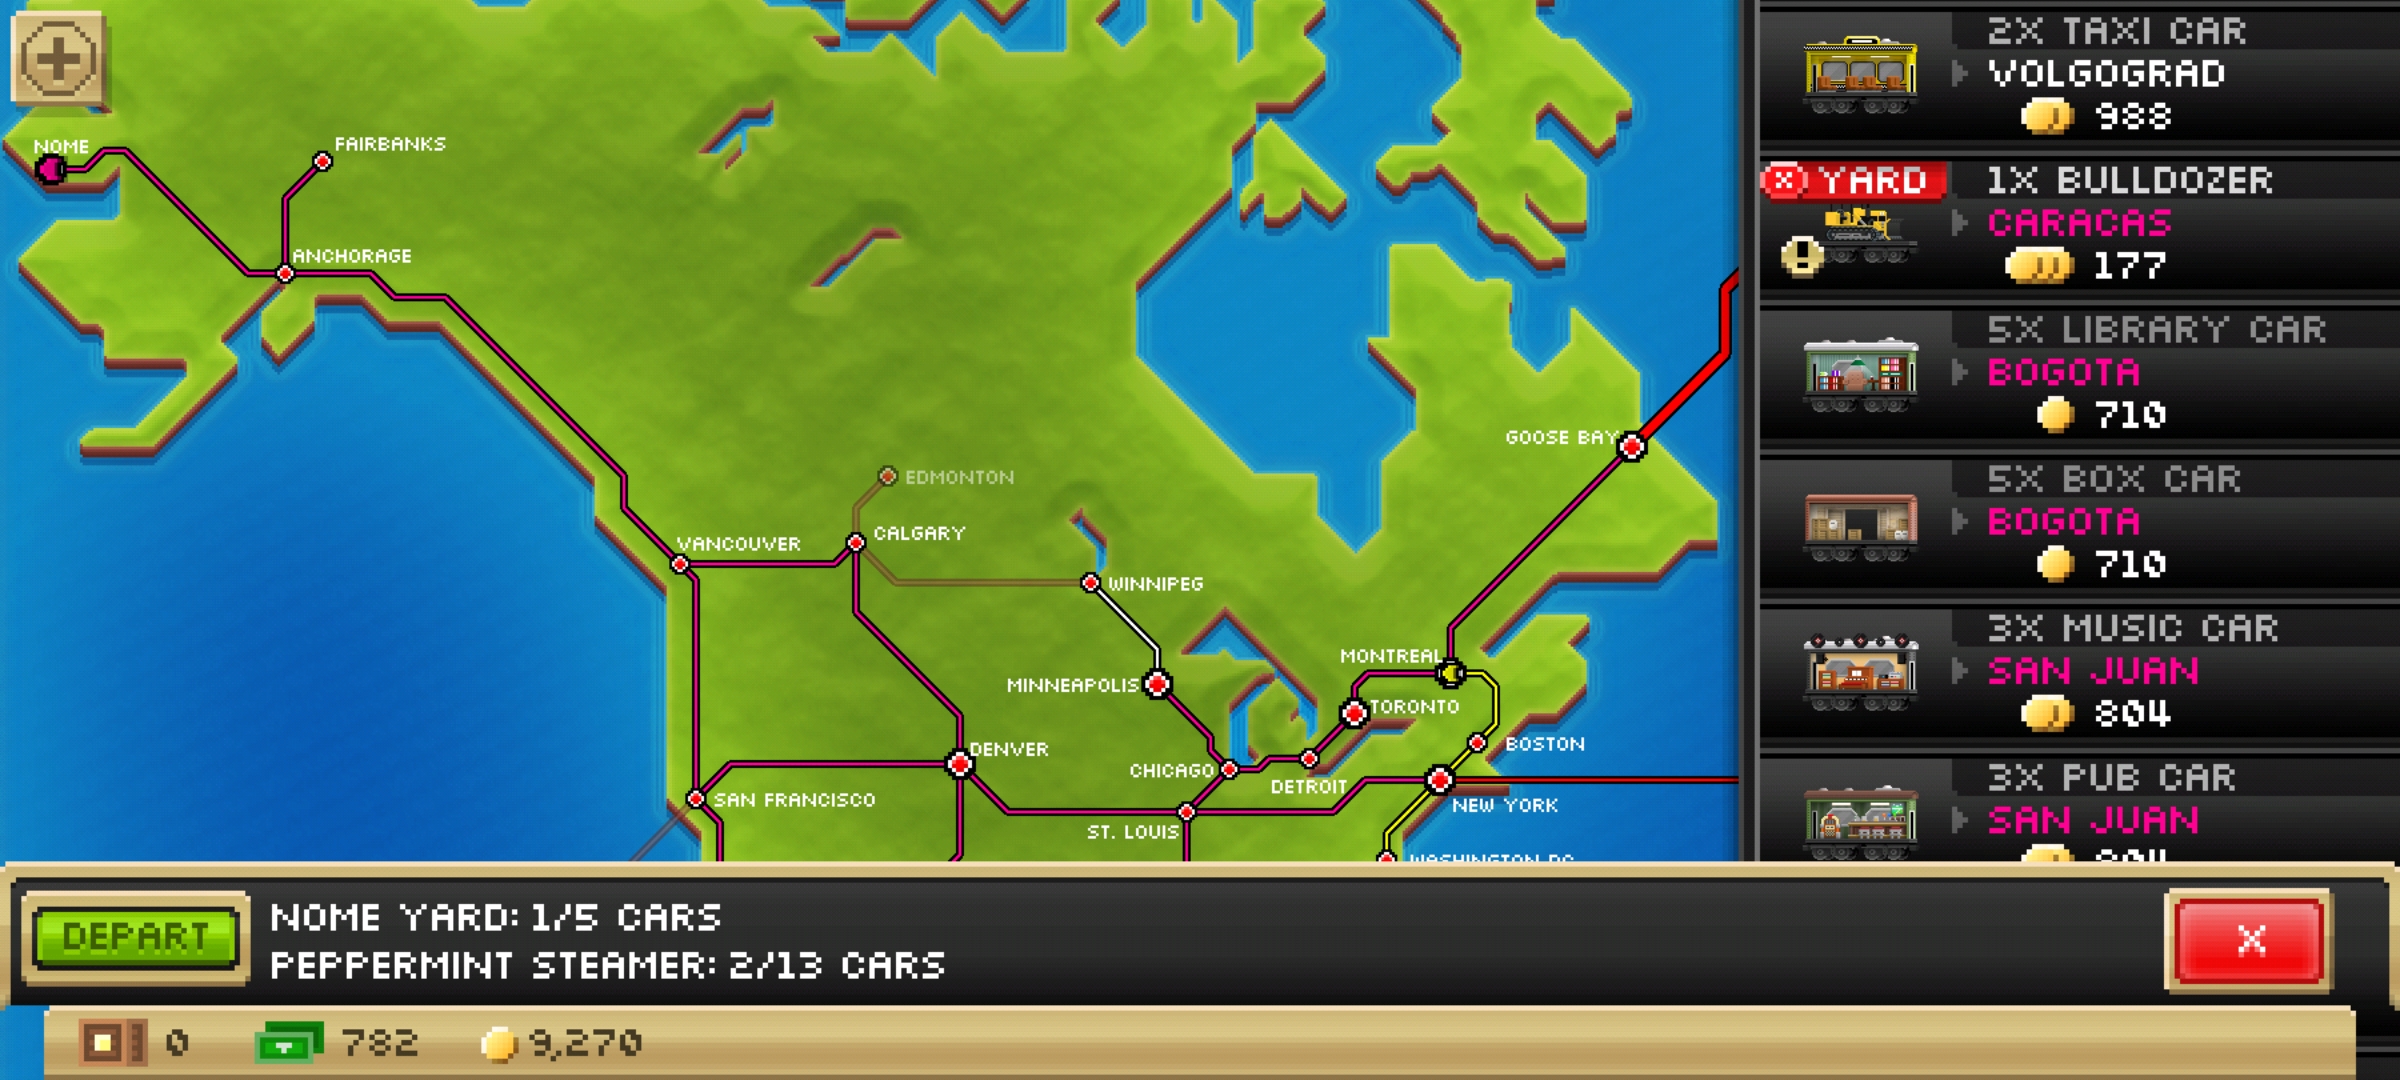 NOME
FAIRBANKS
ANCHORAGE
EDMONTON
CALGARY
VANCOUVER
WINNIPEG
MINNEAPOLIS
GOOSE BAY
MONTREAL
TORONTO
BOSTON
DENVER
CHICAGO
DETROIT
SAN FRANCISCO
NEW YORK
ST. LOUIS
WASHINGTON DC
2X TAXI CAR
VOLGOGRAD
988
YARD
1X BULLDOZER
CARACAS
177
5X LIBRARY CAR
BOGOTA
710
5X BOX CAR
BOGOTA
710
3X MUSIC CAR
SAN JUAN
804
3X PUB CAR
SAN JUAN
804
DEPART
NOME YARD: 1/5 CARS
PEPPERMINT STEAMER: 2/13 CARS
X
0
782
9,270